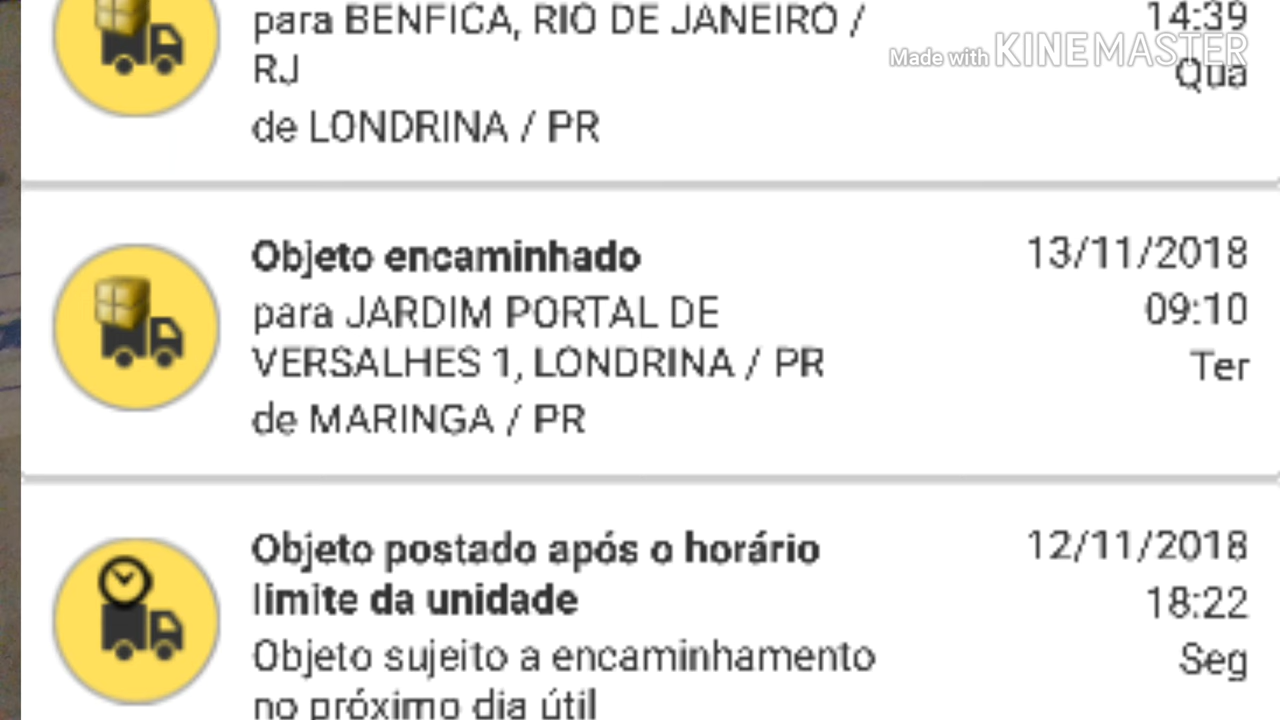 para BENFICA, RIO DE JANEIRO /
RJ
de LONDRINA / PR
14:39
Qua
Made with KINEMASTER
Objeto encaminhado
para JARDIM PORTAL DE
VERSALHES 1, LONDRINA / PR
de MARINGA / PR
13/11/2018
09:10
Ter
Objeto postado após o horário
limite da unidade
Objeto sujeito a encaminhamento
no próximo dia útil
12/11/2018
18:22
Seg